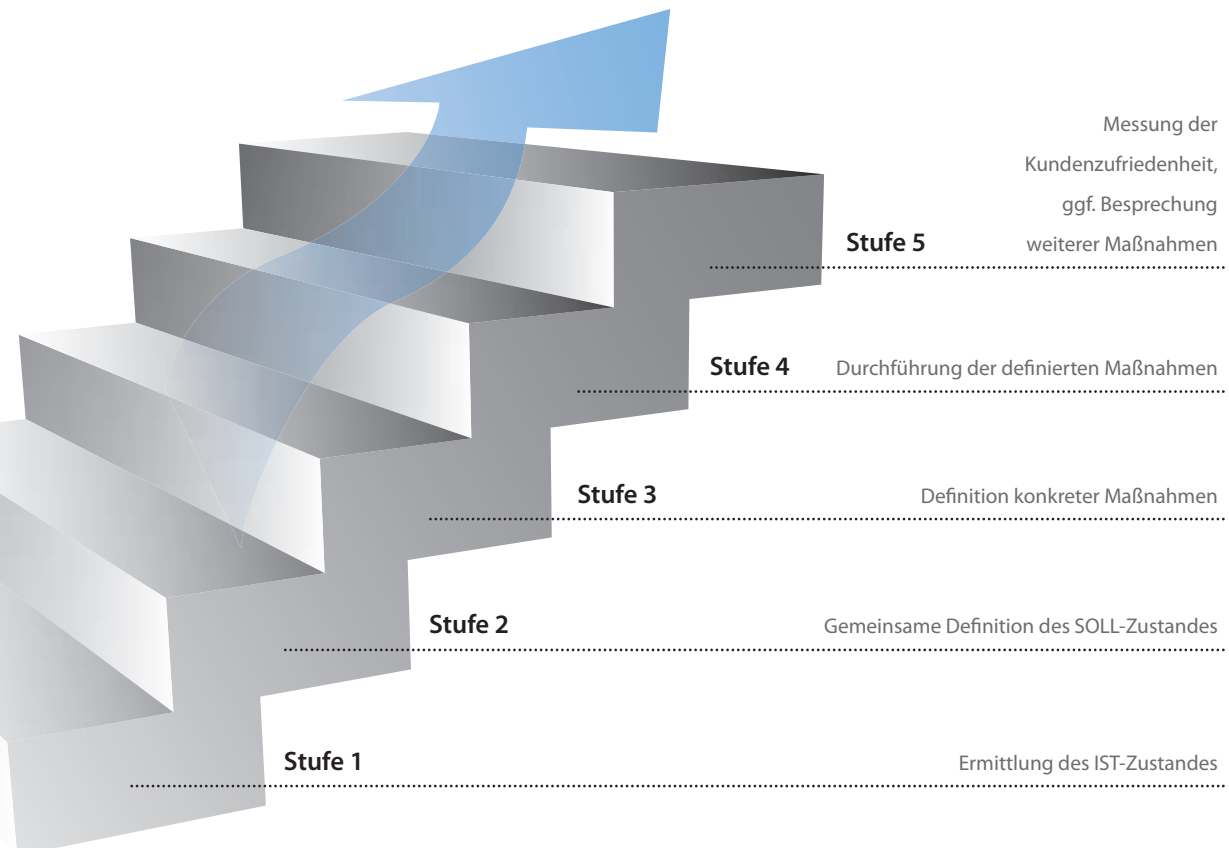 Messung der
Kundenzufriedenheit,
ggf. Besprechung
Stufe 5 weiterer Maßnahmen
Stufe 4 Durchführung der definierten Maßnahmen
Stufe 3 Definition konkreter Maßnahmen
Stufe 2 Gemeinsame Definition des SOLL-Zustandes
Stufe 1 Ermittlung des IST-Zustandes